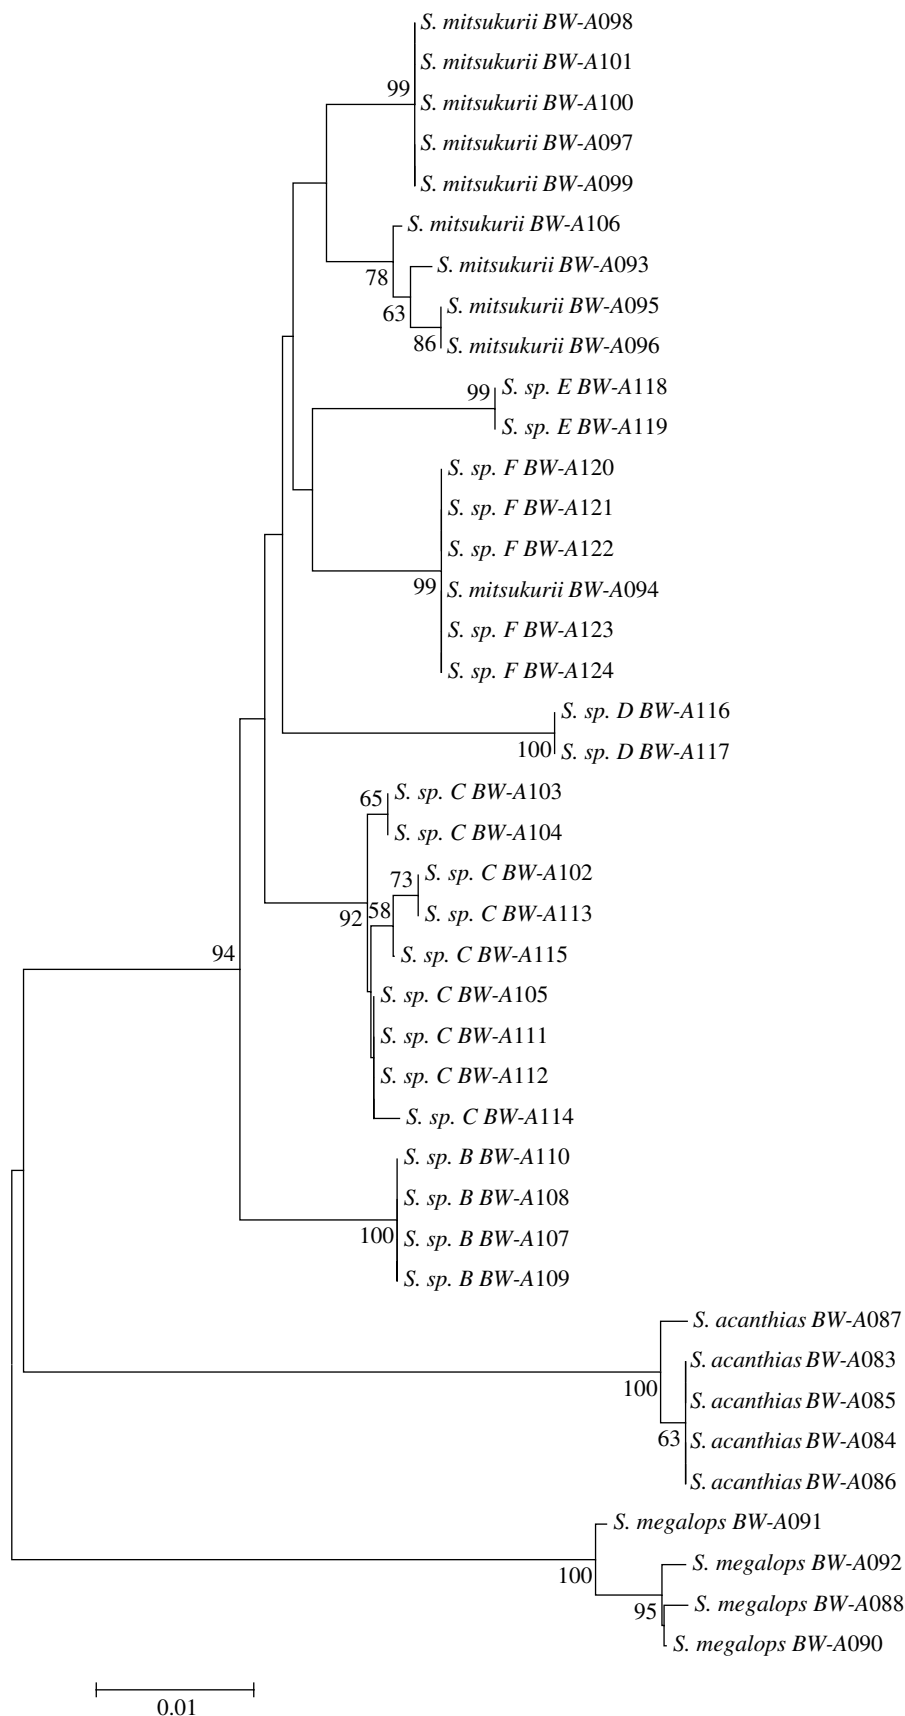 S. mitsukurii BW-A098
S. mitsukurii BW-A101
99
S. mitsukurii BW-A100
S. mitsukurii BW-A097
S. mitsukurii BW-A099
S. mitsukurii BW-A106
S. mitsukurii BW-A093
78
S. mitsukurii BW-A095
63
86
S. mitsukurii BW-A096
S. sp. E BW-A118
99
S. sp. E BW-A119
S. sp. F BW-A120
S. sp. F BW-A121
S. sp. F BW-A122
99
S. mitsukurii BW-A094
S. sp. F BW-A123
S. sp. F BW-A124
S. sp. D BW-A116
100
S. sp. D BW-A117
S. sp. C BW-A103
65
S. sp. C BW-A104
S. sp. C BW-A102
73
S. sp. C BW-A113
92
58
S. sp. C BW-A115
94
S. sp. C BW-A105
S. sp. C BW-A111
S. sp. C BW-A112
S. sp. C BW-A114
S. sp. B BW-A110
S. sp. B BW-A108
100
S. sp. B BW-A107
S. sp. B BW-A109
S. acanthias BW-A087
S. acanthias BW-A083
100
S. acanthias BW-A085
63
S. acanthias BW-A084
S. acanthias BW-A086
S. megalops BW-A091
100
S. megalops BW-A092
95
S. megalops BW-A088
S. megalops BW-A090
0.01